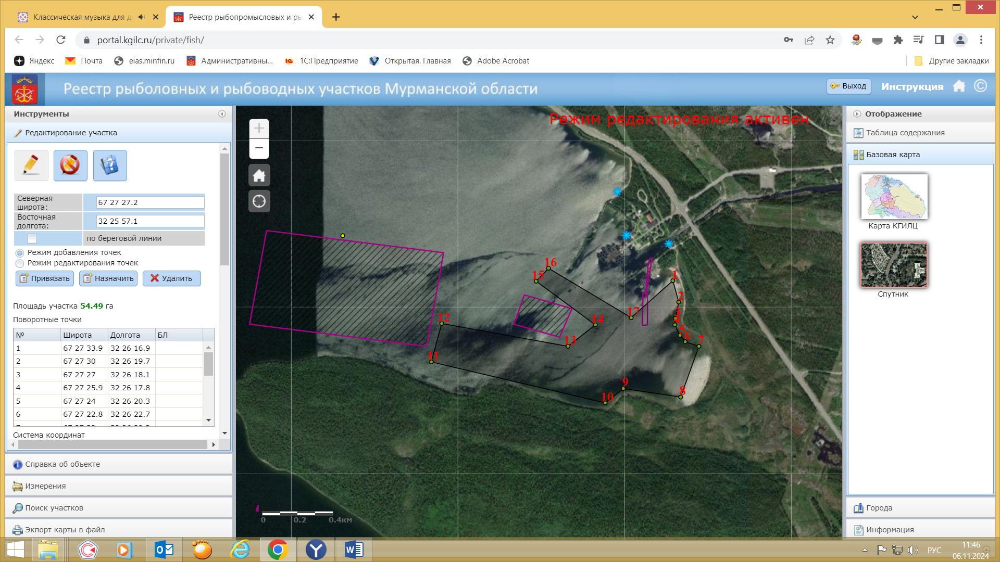 Классическая музыка для д
Реестр рыбопромысловых и ры
portal.kgilc.ru/private/fish/
Яндекс
Почта
eias.minfin.ru
Административны...
1С:Предприятие
Открытая. Главная
Adobe Acrobat
Другие закладки
Реестр рыболовных и рыбоводных участков Мурманской области
Выход
Инструкция
Инструменты
Редактирование участка
Северная широта:
67 27 27.2
Восточная долгота:
32 25 57.1
по береговой линии
Режим добавления точек
Режим редактирования точек
Привязать
Назначить
Удалить
Площадь участка 54.49 га
Поворотные точки
№ Широта Долгота БЛ
1 67 27 33.9 32 26 16.9
2 67 27 30 32 26 19.7
3 67 27 27 32 26 18.1
4 67 27 25.9 32 26 17.8
5 67 27 24 32 26 20.3
6 67 27 22.8 32 26 22.7
Система координат
Справка об объекте
Измерения
Поиск участков
Экпорт карты в файл
Режим редактирования активен
+
−
16
15
1
2
3
4
5
6
7
17
12
14
13
11
9
10
8
0 0.2 0.4км
Отображение
Таблица содержания
Базовая карта
Карта КГИЛЦ
Спутник
Города
Информация
РУС
11:46
06.11.2024